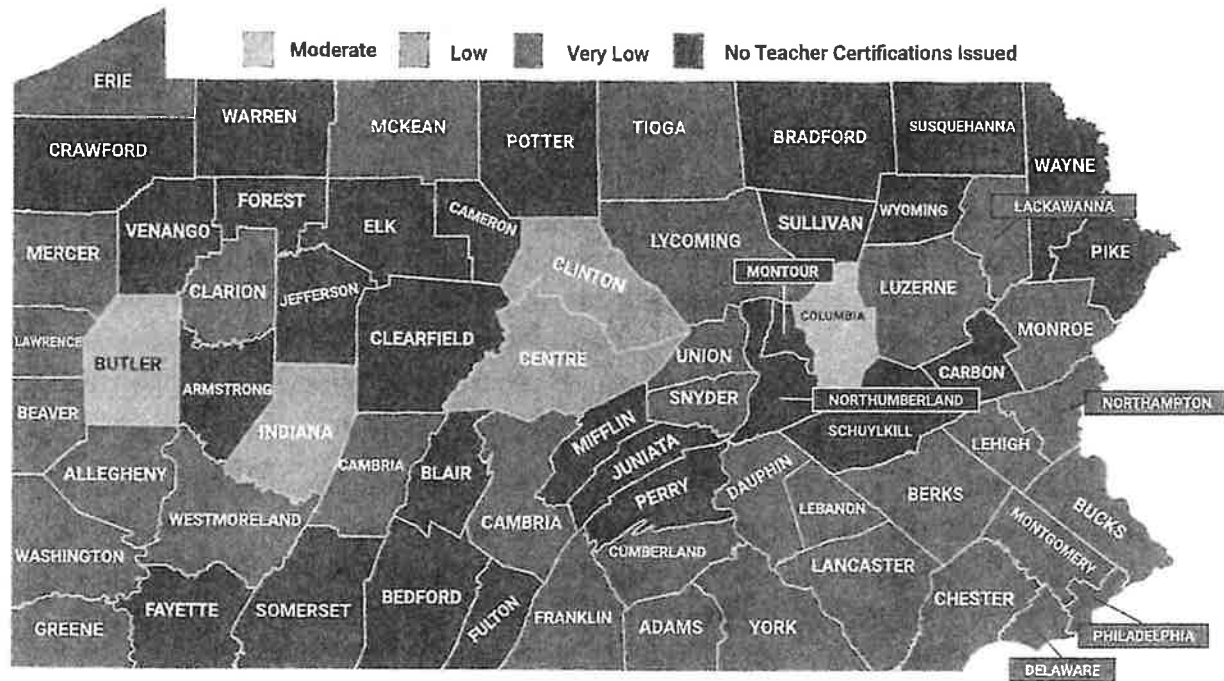 Moderate Low Very Low No Teacher Certifications Issued
ERIE
WARREN
MCKEAN
POTTER
TIOGA
BRADFORD
SUSQUEHANNA
CRAWFORD
WAYNE
FOREST
VENANGO
ELK
CAMERON
SULLIVAN
WYOMING
LACKAWANNA
MERCER
LYCOMING
PIKE
CLARION
JEFFERSON
CLINTON
MONTOUR
LUZERNE
COLUMBIA
LAWRENCE
BUTLER
CLEARFIELD
CENTRE
UNION
MONROE
ARMSTRONG
CARBON
BEAVER
SNYDER
NORTHUMBERLAND
NORTHAMPTON
INDIANA
MIFFLIN
SCHUYLKILL
LEHIGH
ALLEGHENY
CAMBRIA
BLAIR
JUNIATA
PERRY
DAUPHIN
BERKS
BUCKS
WESTMORELAND
CAMBRIA
LEBANON
MONTGOMERY
WASHINGTON
CUMBERLAND
LANCASTER
FAYETTE
SOMERSET
BEDFORD
FULTON
FRANKLIN
ADAMS
YORK
CHESTER
GREENE
PHILADELPHIA
DELAWARE